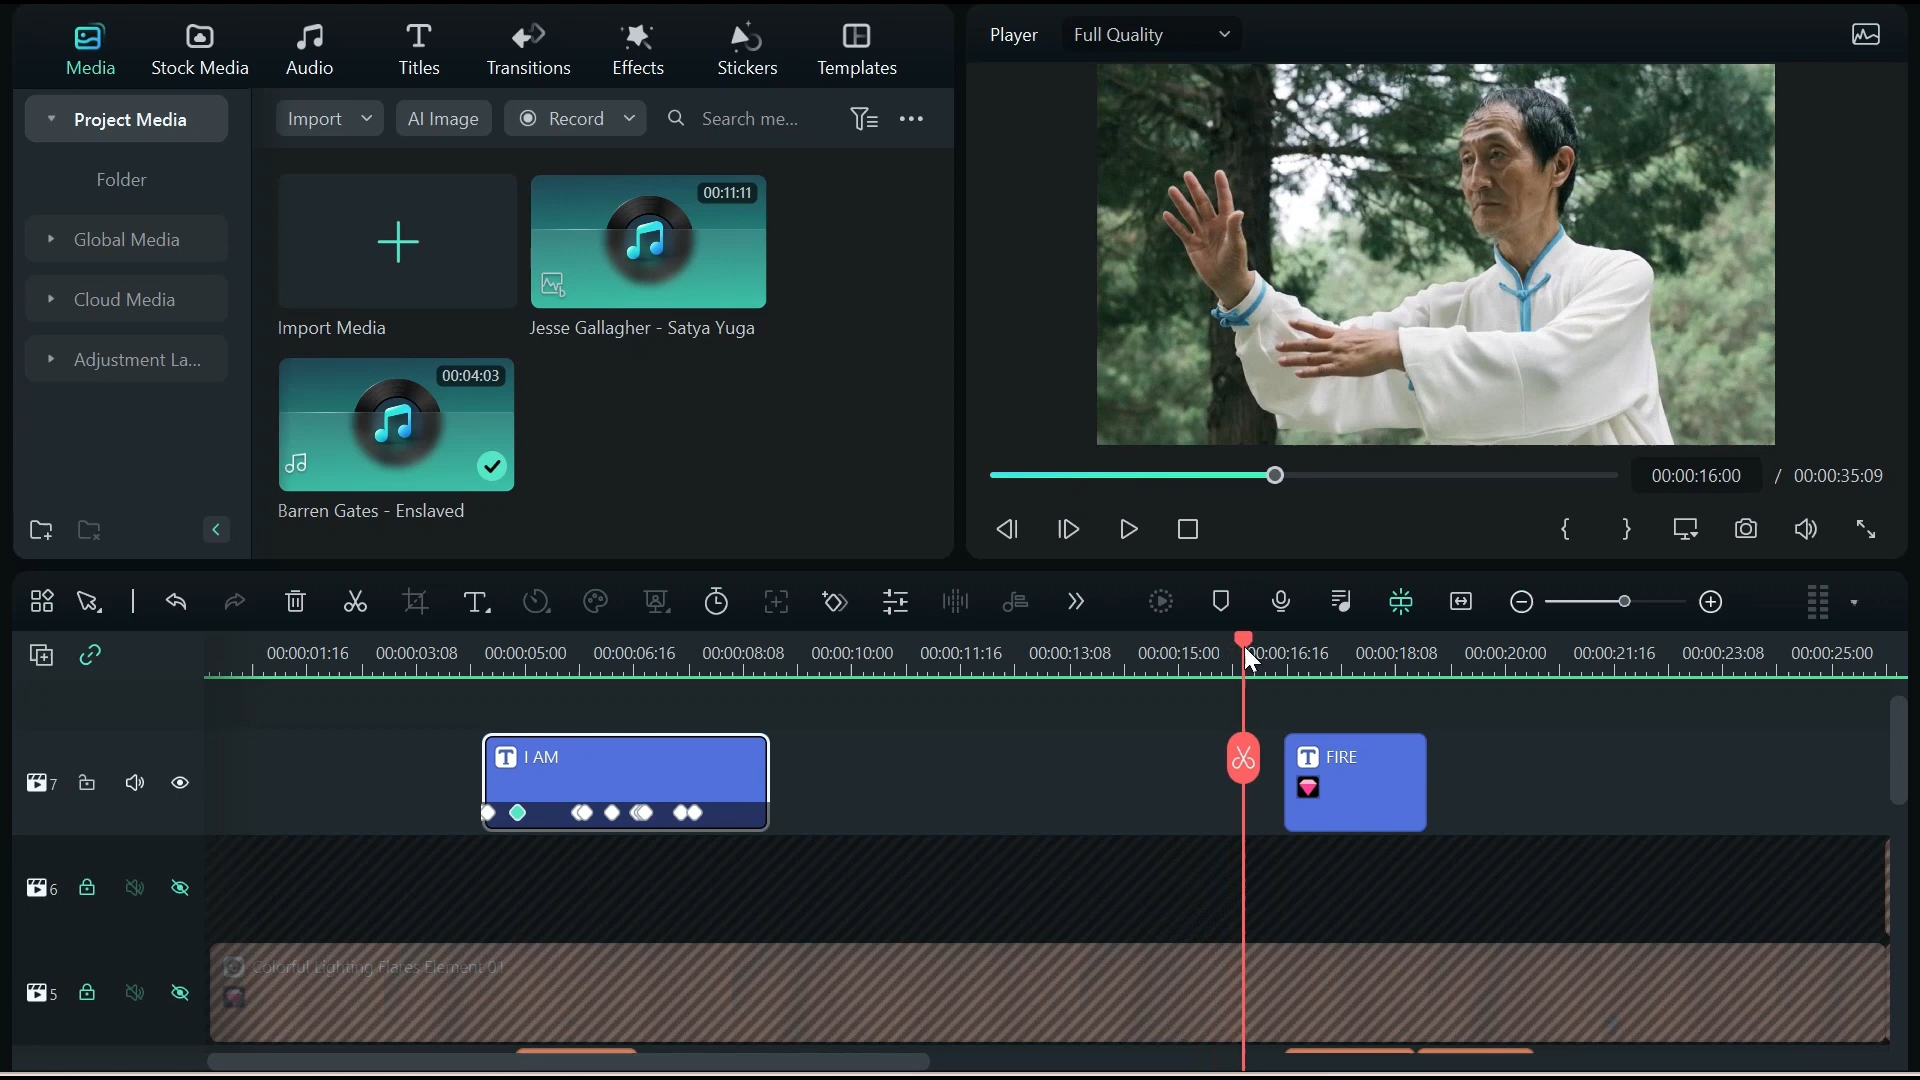 Media
Stock Media
Audio
Titles
Transitions
Effects
Stickers
Templates
Player
Full Quality
Project Media
Import
AI Image
Record
Search me...
Folder
Global Media
Cloud Media
Adjustment La...
Import Media
00:11:11
Jesse Gallagher - Satya Yuga
00:04:03
Barren Gates - Enslaved
00:00:16:00 / 00:00:35:09
00:00:01:16 00:00:03:08 00:00:05:00 00:00:06:16 00:00:08:08 00:00:10:00 00:00:11:16 00:00:13:08 00:00:15:00 00:00:16:16 00:00:18:08 00:00:20:00 00:00:21:16 00:00:23:08 00:00:25:00
T I AM
T FIRE
7
6
Colorful Lighting Flares Element 01
5